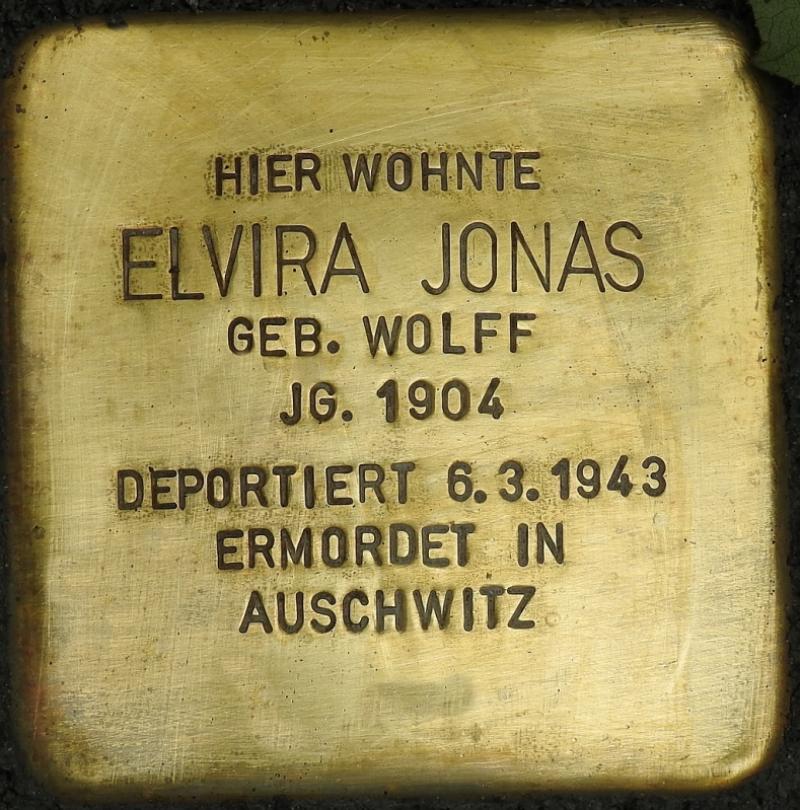 HIER WOHNTE
ELVIRA JONAS
GEB. WOLFF
JG. 1904
DEPORTIERT 6.3.1943
ERMORDET IN
AUSCHWITZ